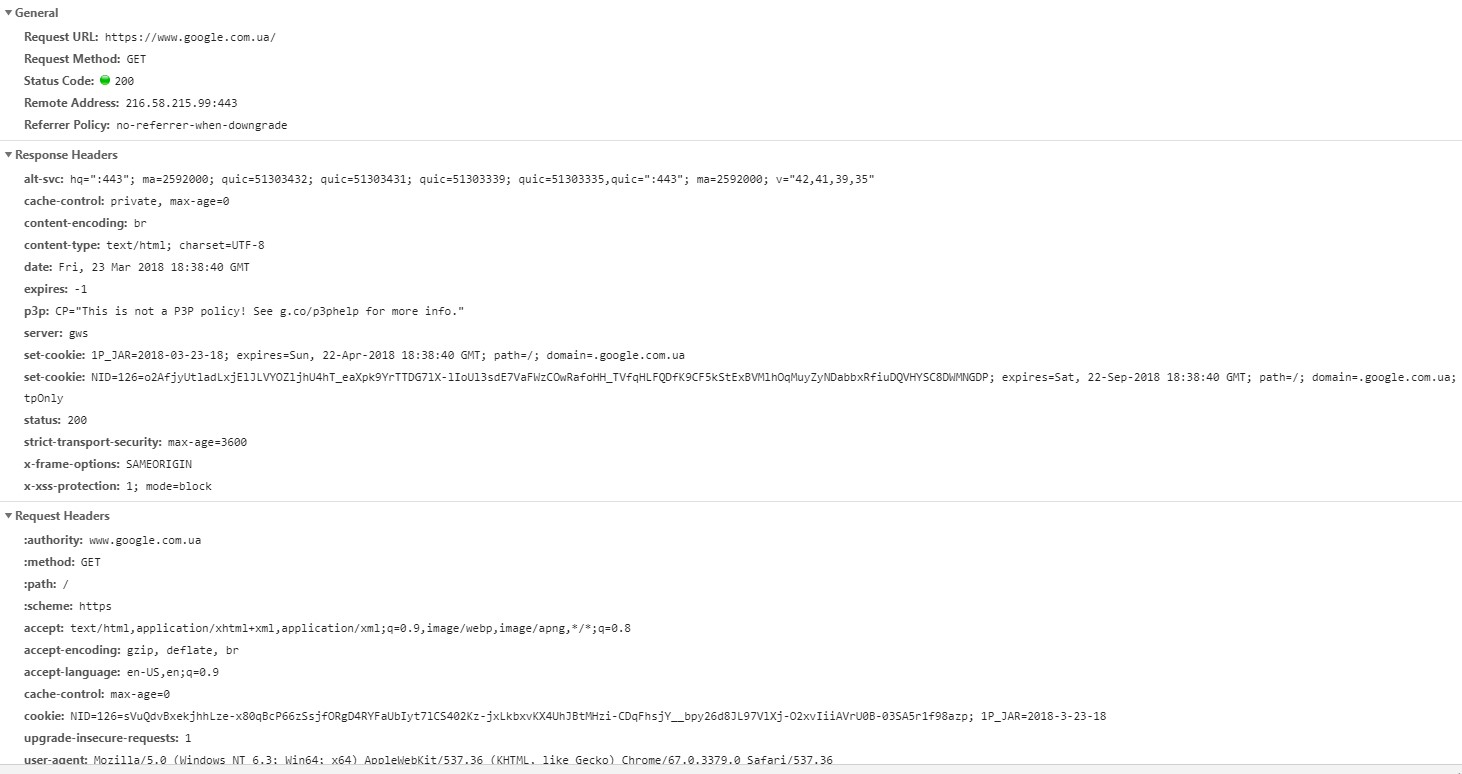 General
Request URL: https://www.google.com.ua/
Request Method: GET
Status Code: 200
Remote Address: 216.58.215.99:443
Referrer Policy: no-referrer-when-downgrade
Response Headers
alt-svc: hq=":443"; ma=2592000; quic=51303432; quic=51303431; quic=51303339; quic=51303335,quic=":443"; ma=2592000; v="42,41,39,35"
cache-control: private, max-age=0
content-encoding: br
content-type: text/html; charset=UTF-8
date: Fri, 23 Mar 2018 18:38:40 GMT
expires: -1
p3p: CP="This is not a P3P policy! See g.co/p3phelp for more info."
server: gws
set-cookie: 1P_JAR=2018-03-23-18; expires=Sun, 22-Apr-2018 18:38:40 GMT; path=/; domain=.google.com.ua
set-cookie: NID=126=o2AfjyUtladLxjElJLVYOZljhU4hT_eaXpk9YrTTDG7lX-lIoUl3sdE7VaFWzCOwRafoHH_TVfqHLFQDfK9CF5kStExBVMlhOqMuyZyNDabbxRfiuDQVHYSC8DWMNGDP; expires=Sat, 22-Sep-2018 18:38:40 GMT; path=/; domain=.google.com.ua;
tpOnly
status: 200
strict-transport-security: max-age=3600
x-frame-options: SAMEORIGIN
x-xss-protection: 1; mode=block
Request Headers
:authority: www.google.com.ua
:method: GET
:path: /
:scheme: https
accept: text/html,application/xhtml+xml,application/xml;q=0.9,image/webp,image/apng,*/*;q=0.8
accept-encoding: gzip, deflate, br
accept-language: en-US,en;q=0.9
cache-control: max-age=0
cookie: NID=126=sVuQdvBxekjhhLze-x80qBcP66zSsjfORgD4RYFaUbIyt7lCS402Kz-jxLkbxvKX4UhJBtMHzi-CDqFhsjY__bpy26d8JL97VlXj-O2xvIiiAVrU0B-03SA5r1f98azp; 1P_JAR=2018-3-23-18
upgrade-insecure-requests: 1
user-agent: Mozilla/5.0 (Windows NT 6.3; Win64; x64) AppleWebKit/537.36 (KHTML, like Gecko) Chrome/67.0.3379.0 Safari/537.36